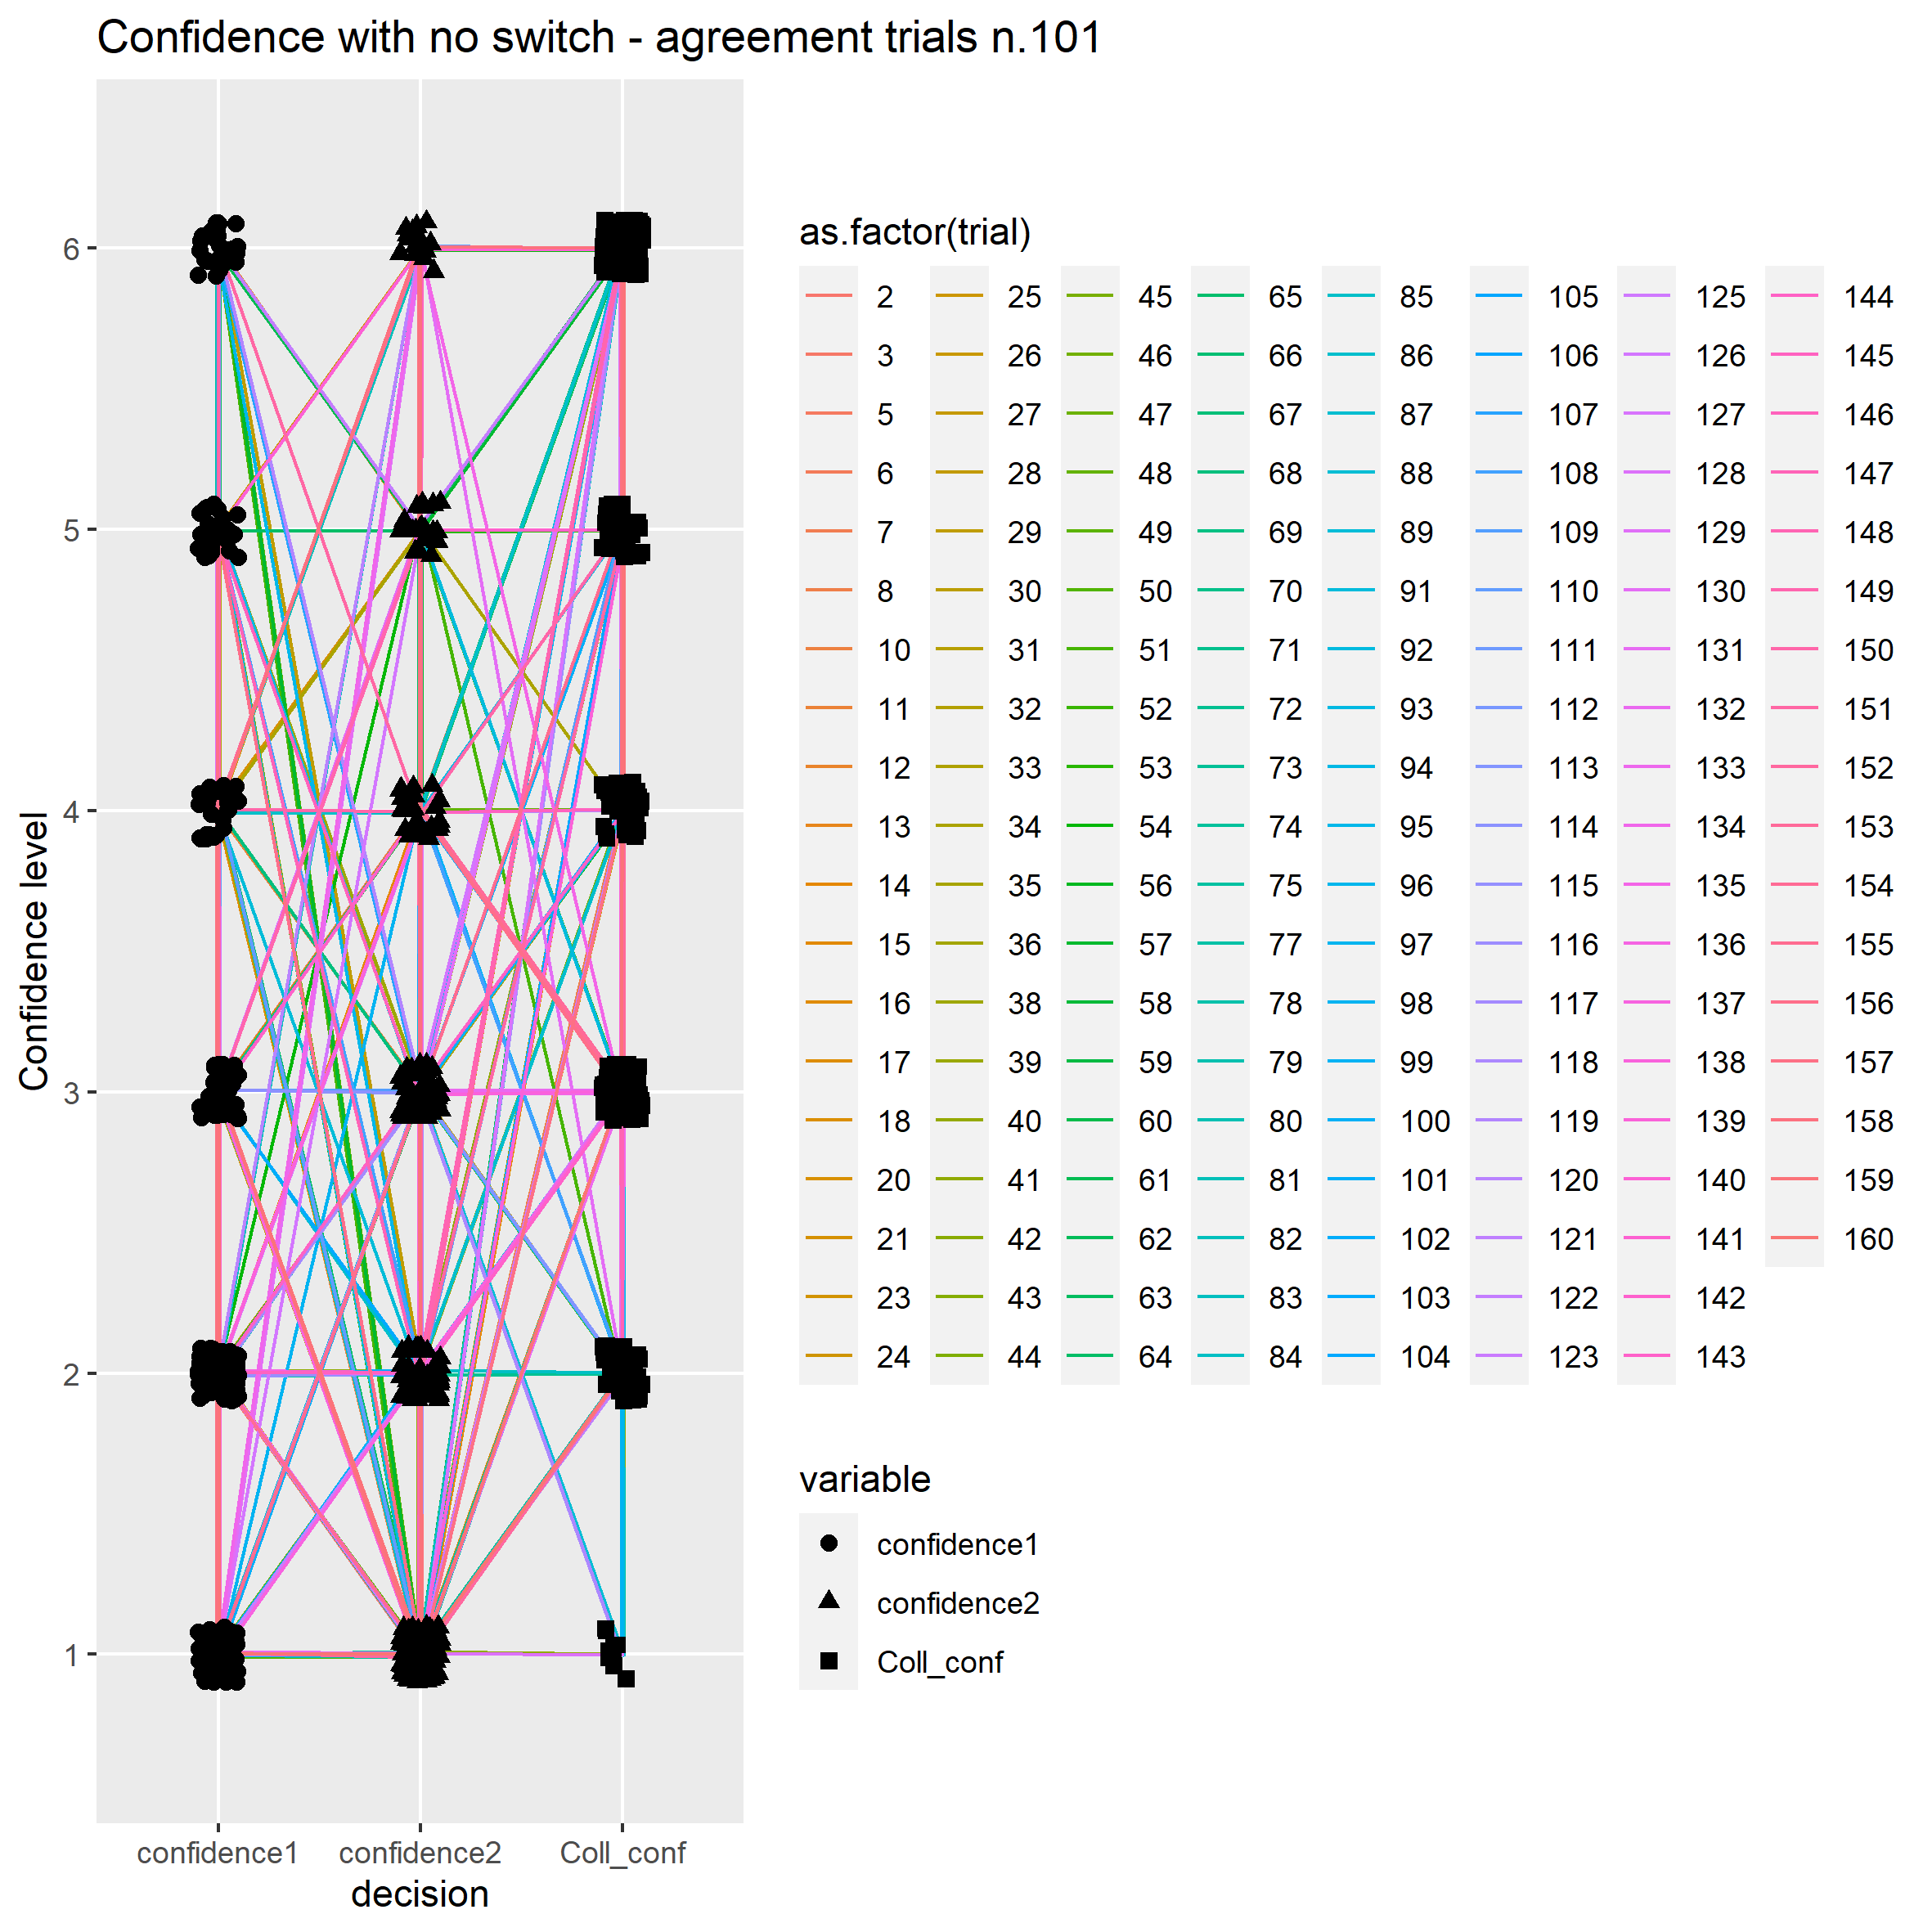 Confidence with no switch - agreement trials n.101
6
5
4
3
2
1
Confidence level
confidence1 confidence2 Coll_conf
decision
as.factor(trial)
2 25 45 65 85 105 125 144
3 26 46 66 86 106 126 145
5 27 47 67 87 107 127 146
6 28 48 68 88 108 128 147
7 29 49 69 89 109 129 148
8 30 50 70 91 110 130 149
10 31 51 71 92 111 131 150
11 32 52 72 93 112 132 151
12 33 53 73 94 113 133 152
13 34 54 74 95 114 134 153
14 35 56 75 96 115 135 154
15 36 57 77 97 116 136 155
16 38 58 78 98 117 137 156
17 39 59 79 99 118 138 157
18 40 60 80 100 119 139 158
20 41 61 81 101 120 140 159
21 42 62 82 102 121 141 160
23 43 63 83 103 122 142
24 44 64 84 104 123 143
variable
confidence1
confidence2
Coll_conf